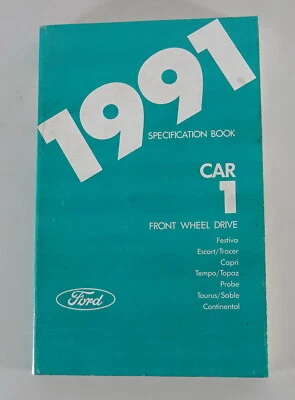 1991
SPECIFICATION BOOK
CAR
1
FRONT WHEEL DRIVE
Festiva
Escort/Tracer
Capri
Tempo/Topaz
Probe
Taurus/Sable
Continental
Ford